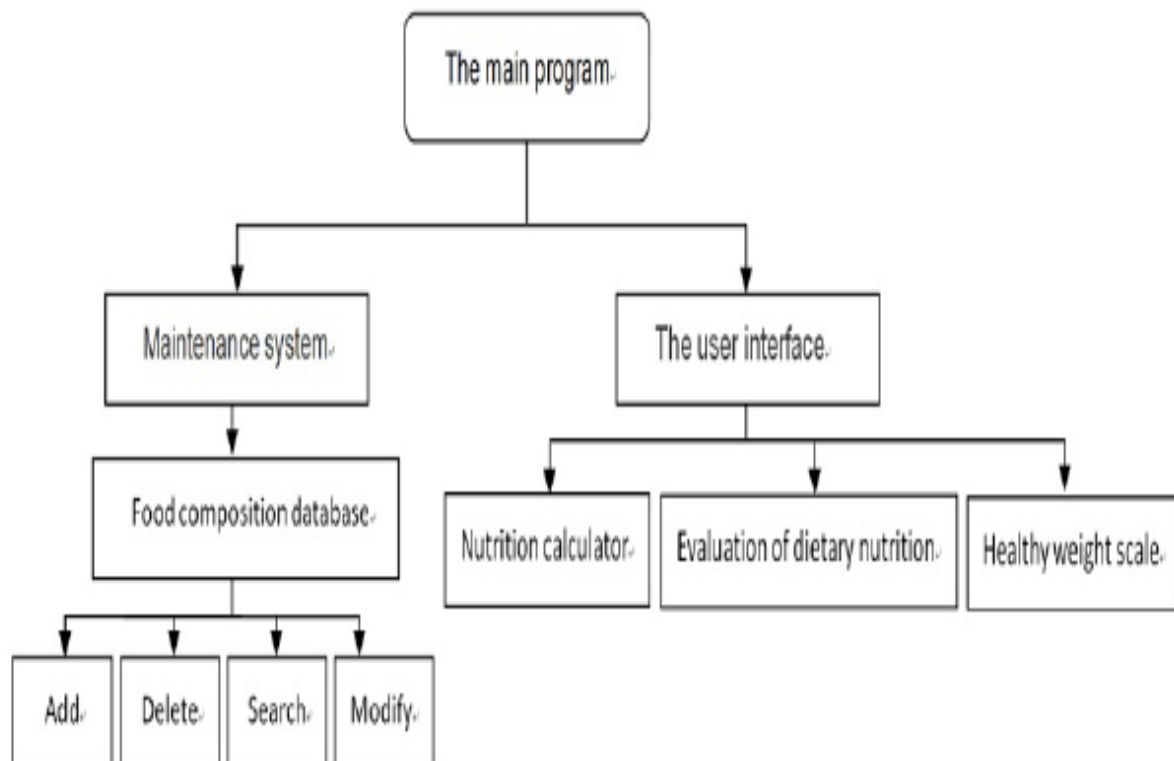 The main program
Maintenance system
The user interface
Food composition database
Nutrition calculator
Evaluation of dietary nutrition
Healthy weight scale
Add
Delete
Search
Modify